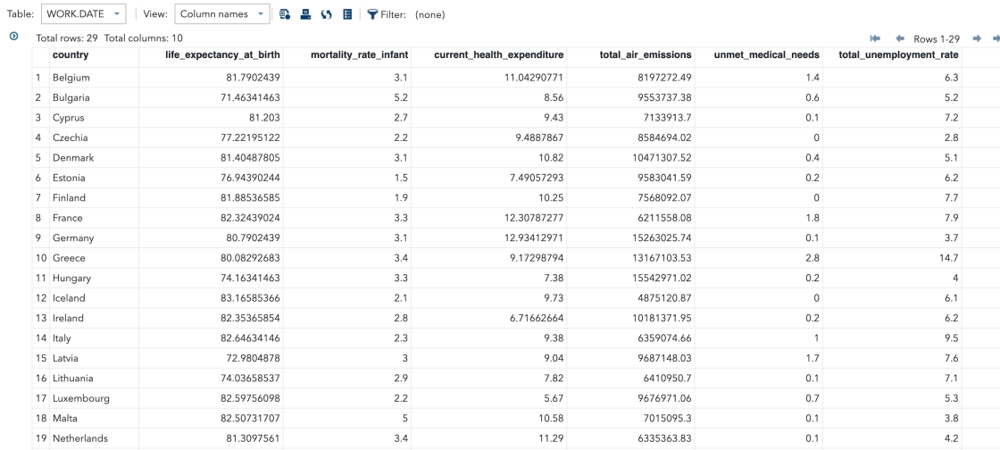 Table: WORK.DATE View: Column names Filter: (none)
Total rows: 29 Total columns: 10 Rows 1-29
country life_expectancy_at_birth mortality_rate_infant current_health_expenditure total_air_emissions unmet_medical_needs total_unemployment_rate
1 Belgium 81.7902439 3.1 11.04290771 8197272.49 1.4 6.3
2 Bulgaria 71.46341463 5.2 8.56 9553737.38 0.6 5.2
3 Cyprus 81.203 2.7 9.43 7133913.7 0.1 7.2
4 Czechia 77.22195122 2.2 9.4887867 8584694.02 0 2.8
5 Denmark 81.40487805 3.1 10.82 10471307.52 0.4 5.1
6 Estonia 76.94390244 1.5 7.49057293 9583041.59 0.2 6.2
7 Finland 81.88536585 1.9 10.25 7568092.07 0 7.7
8 France 82.32439024 3.3 12.30787277 6211558.08 1.8 7.9
9 Germany 80.7902439 3.1 12.93412971 15263025.74 0.1 3.7
10 Greece 80.08292683 3.4 9.17298794 13167103.53 2.8 14.7
11 Hungary 74.16341463 3.3 7.38 15542971.02 0.2 4
12 Iceland 83.16585366 2.1 9.73 4875120.87 0 6.1
13 Ireland 82.35365854 2.8 6.71662664 10181371.95 0.2 6.2
14 Italy 82.64634146 2.3 9.38 6359074.66 1 9.5
15 Latvia 72.9804878 3 9.04 9687148.03 1.7 7.6
16 Lithuania 74.03658537 2.9 7.82 6410950.7 0.1 7.1
17 Luxembourg 82.59756098 2.2 5.67 9676971.06 0.7 5.3
18 Malta 82.50731707 5 10.58 7015095.3 0.1 3.8
19 Netherlands 81.3097561 3.4 11.29 6335363.83 0.1 4.2